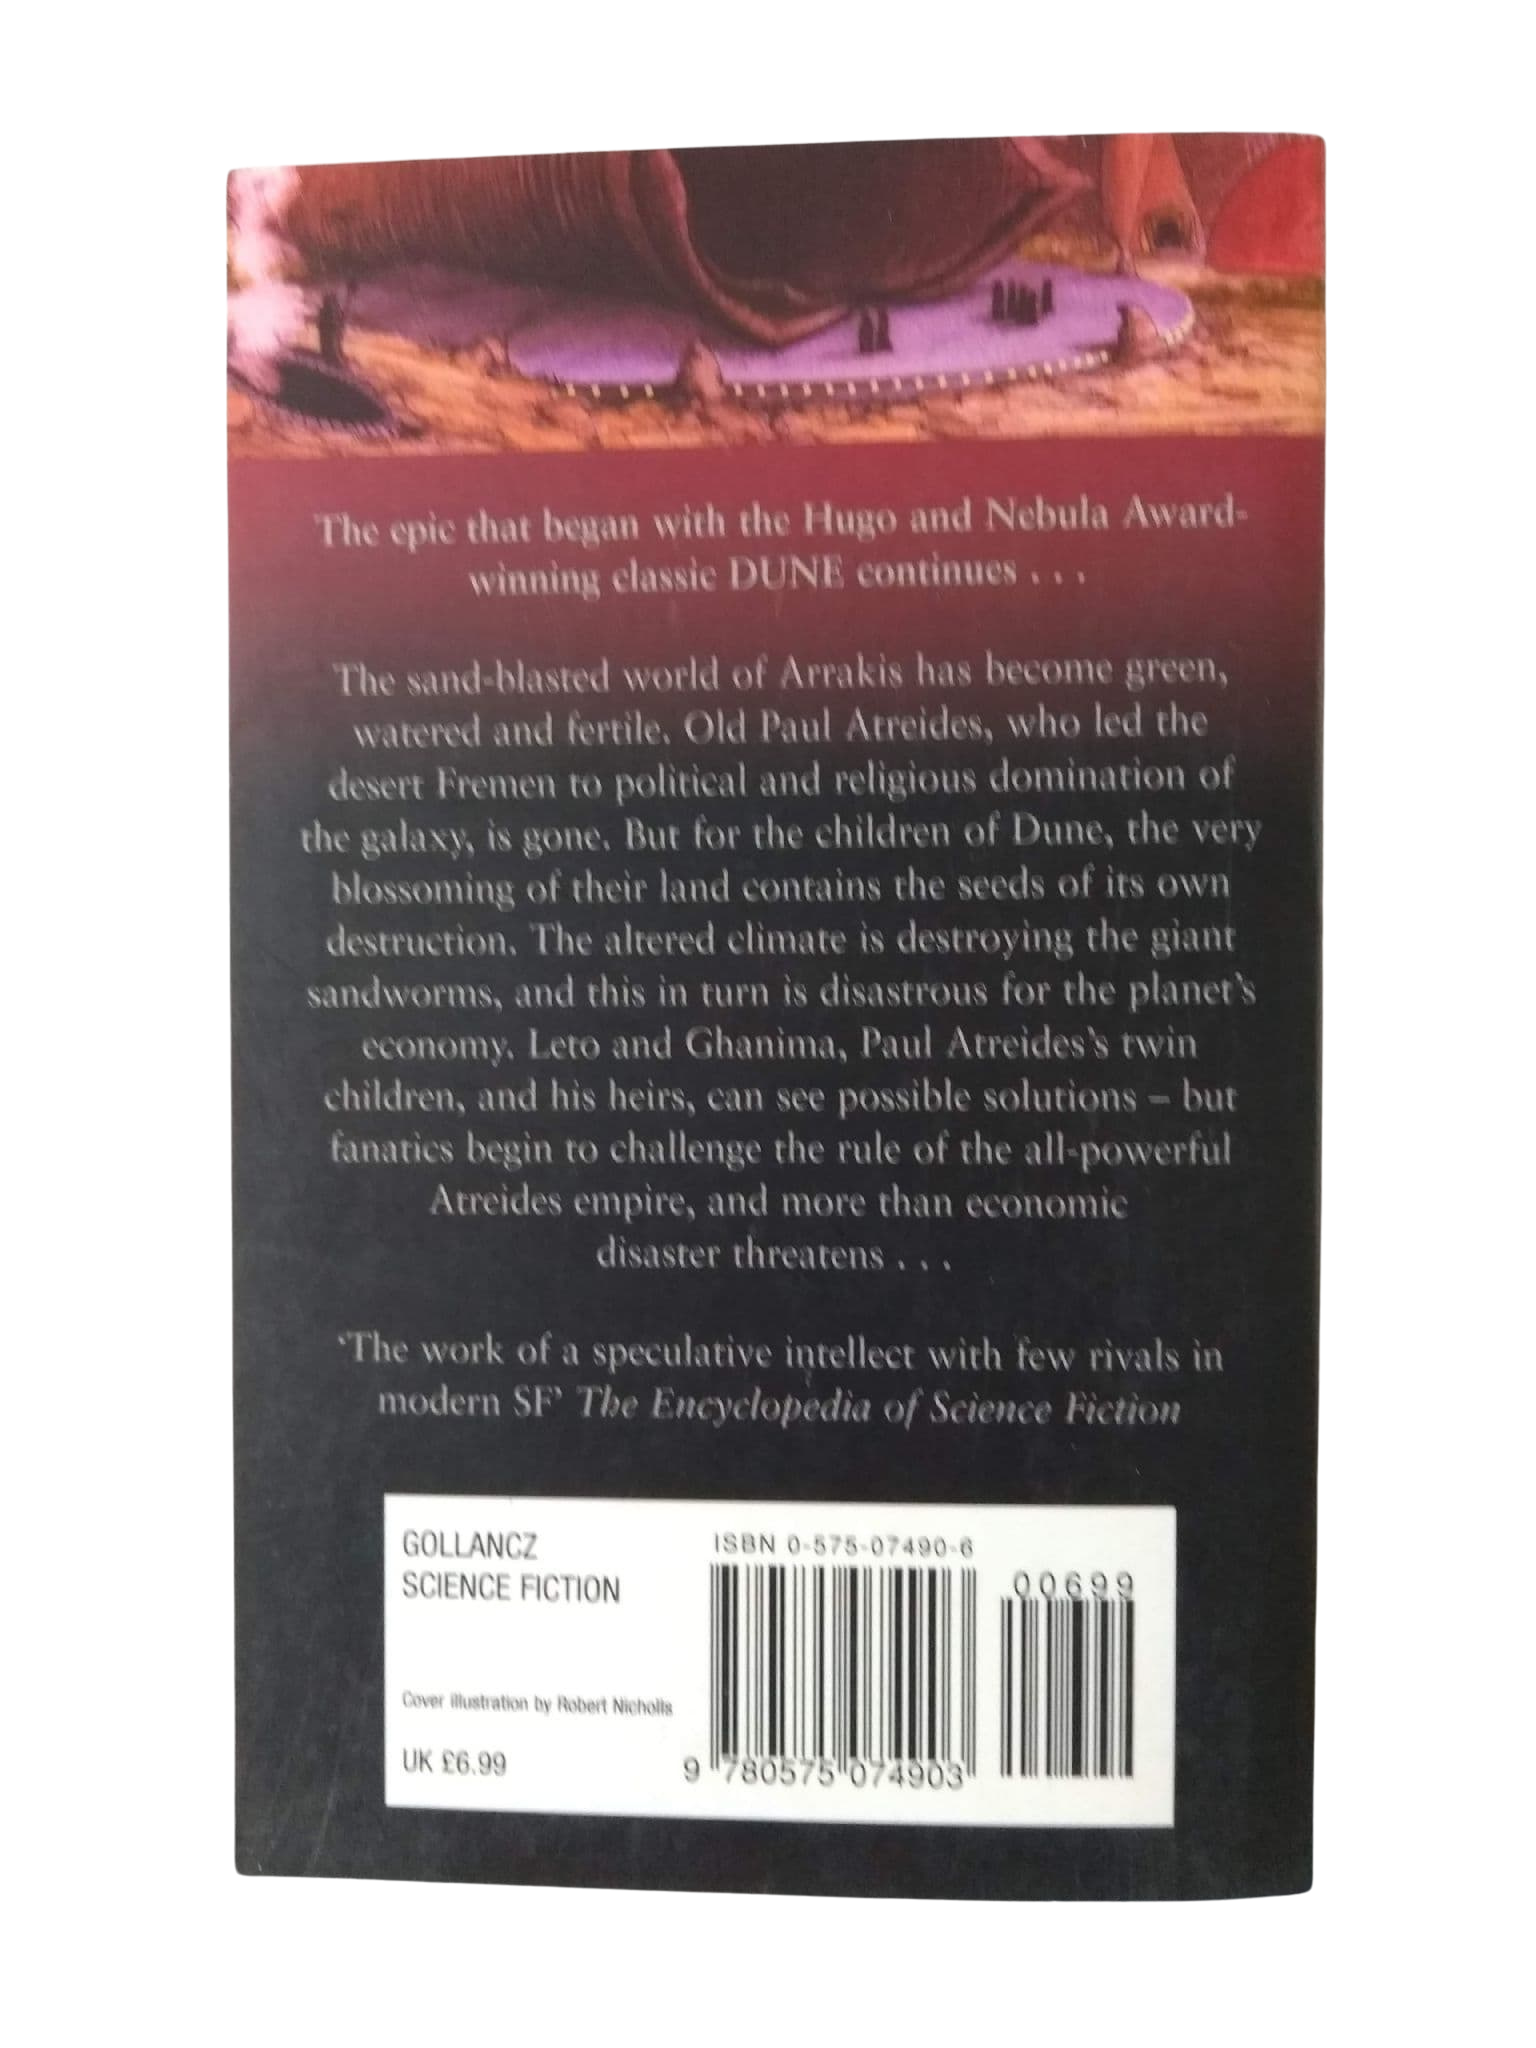 The epic that began with the Hugo and Nebula Award-
winning classic DUNE continues . . .
The sand-blasted world of Arrakis has become green,
watered and fertile. Old Paul Atreides, who led the
desert Fremen to political and religious domination of
the galaxy, is gone. But for the children of Dune, the very
blossoming of their land contains the seeds of its own
destruction. The altered climate is destroying the giant
sandworms, and this in turn is disastrous for the planet's
economy. Leto and Ghanima, Paul Atreides's twin
children, and his heirs, can see possible solutions – but
fanatics begin to challenge the rule of the all-powerful
Atreides empire, and more than economic
disaster threatens . . .
'The work of a speculative intellect with few rivals in
modern SF' The Encyclopedia of Science Fiction
GOLLANCZ
SCIENCE FICTION
Cover illustration by Robert Nicholls
UK £6.99
ISBN 0-575-07490-6
00699
9 780575 074903